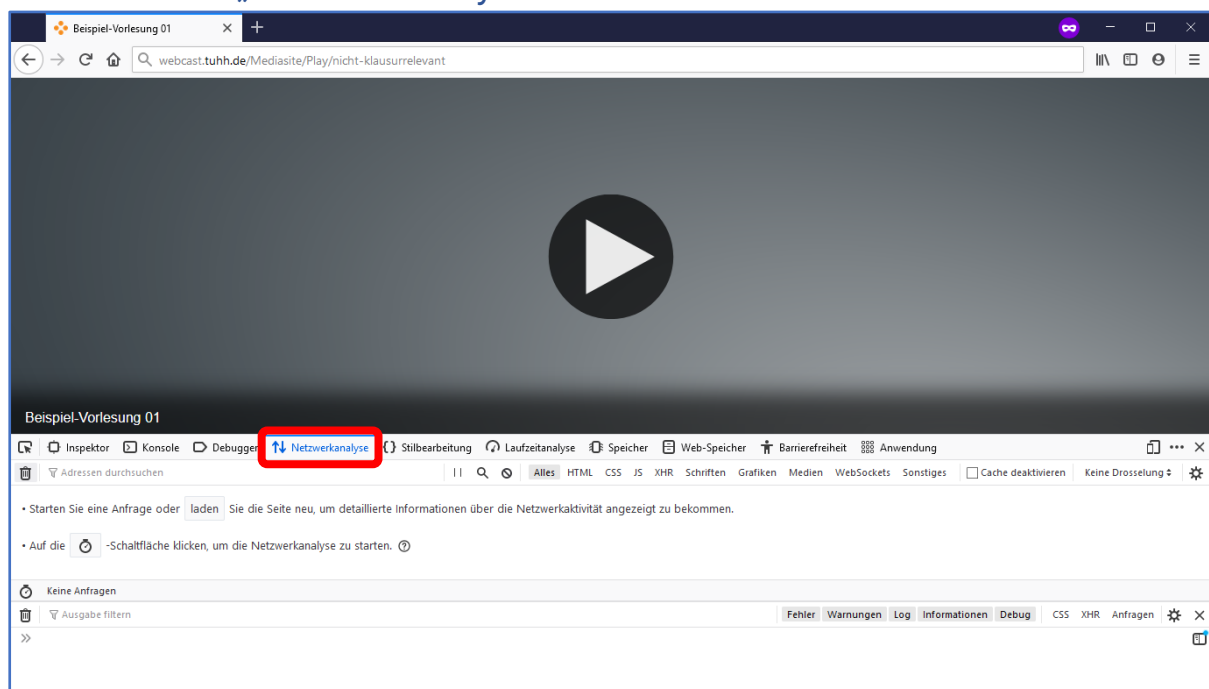 Beispiel-Vorlesung 01
webcast.tuhh.de/Mediasite/Play/nicht-klausurrelevant
Beispiel-Vorlesung 01
Inspektor Konsole Debugger Netzwerkanalyse Stilbearbeitung Laufzeitanalyse Speicher Web-Speicher Barrierefreiheit Anwendung
Adressen durchsuchen Alles HTML CSS JS XHR Schriften Grafiken Medien WebSockets Sonstiges Cache deaktivieren Keine Drosselung
• Starten Sie eine Anfrage oder laden Sie die Seite neu, um detaillierte Informationen über die Netzwerkaktivität angezeigt zu bekommen.
• Auf die -Schaltfläche klicken, um die Netzwerkanalyse zu starten.
Keine Anfragen
Ausgabe filtern Fehler Warnungen Log Informationen Debug CSS XHR Anfragen
»